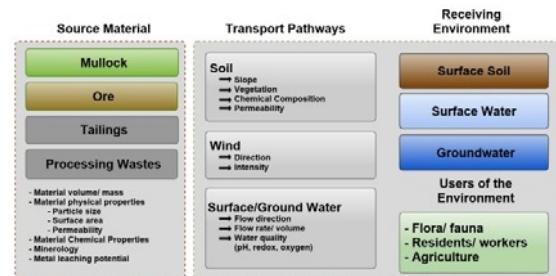 Source Material
Mullock
Ore
Tailings
Processing Wastes
- Material volume/ mass
- Material physical properties
- Particle size
- Surface area
- Permeability
- Material Chemical Properties
- Minerology
- Metal leaching potential
Transport Pathways
Soil
→ Slope
→ Vegetation
→ Chemical Composition
→ Permeability
Wind
→ Direction
→ Intensity
Surface/Ground Water
→ Flow direction
→ Flow rate/ volume
→ Water quality
(pH, redox, oxygen)
Receiving
Environment
Surface Soil
Surface Water
Groundwater
Users of the
Environment
- Flora/ fauna
- Residents/ workers
- Agriculture